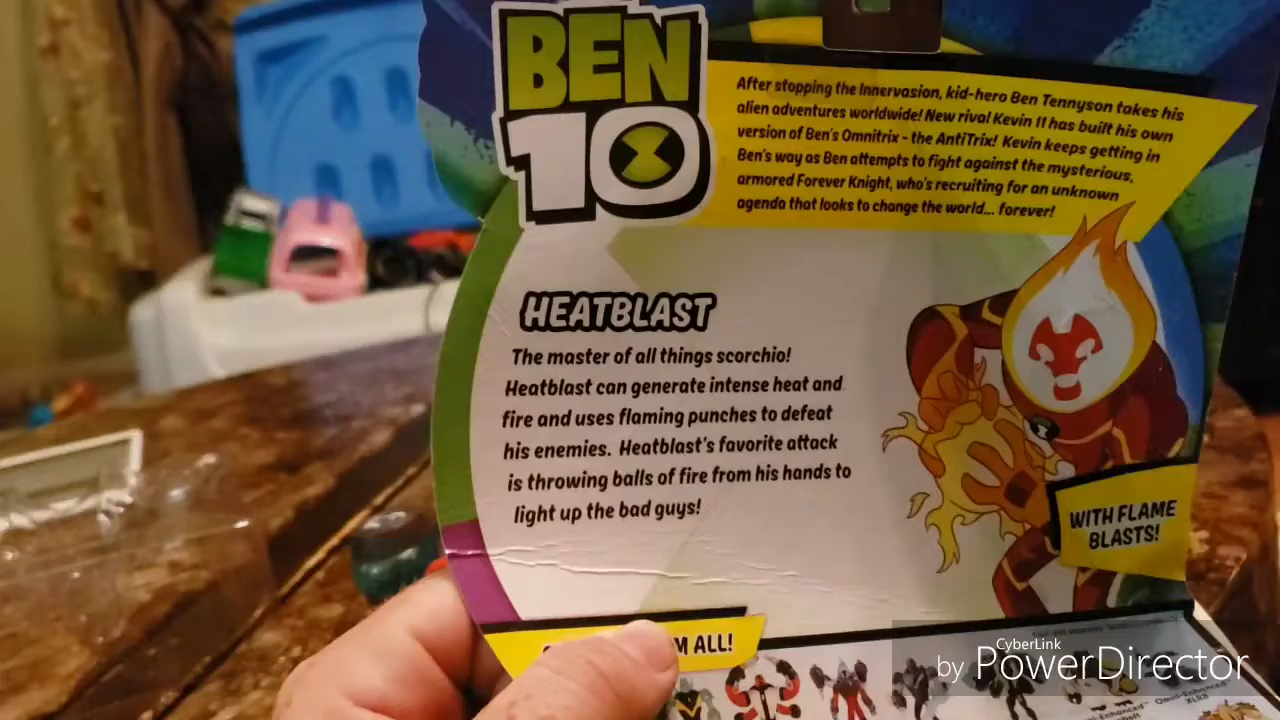 BEN
10
After stopping the Innervasion, kid-hero Ben Tennyson takes his
alien adventures worldwide! New rival Kevin 11 has built his own
version of Ben's Omnitrix - the AntiTrix! Kevin keeps getting in
Ben's way as Ben attempts to fight against the mysterious,
armored Forever Knight, who's recruiting for an unknown
agenda that looks to change the world... forever!
HEATBLAST
The master of all things scorchio!
Heatblast can generate intense heat and
fire and uses flaming punches to defeat
his enemies. Heatblast's favorite attack
is throwing balls of fire from his hands to
light up the bad guys!
WITH FLAME
BLASTS!
ALL!
Omni-Enhanced
XLR8
CyberLink
by PowerDirector